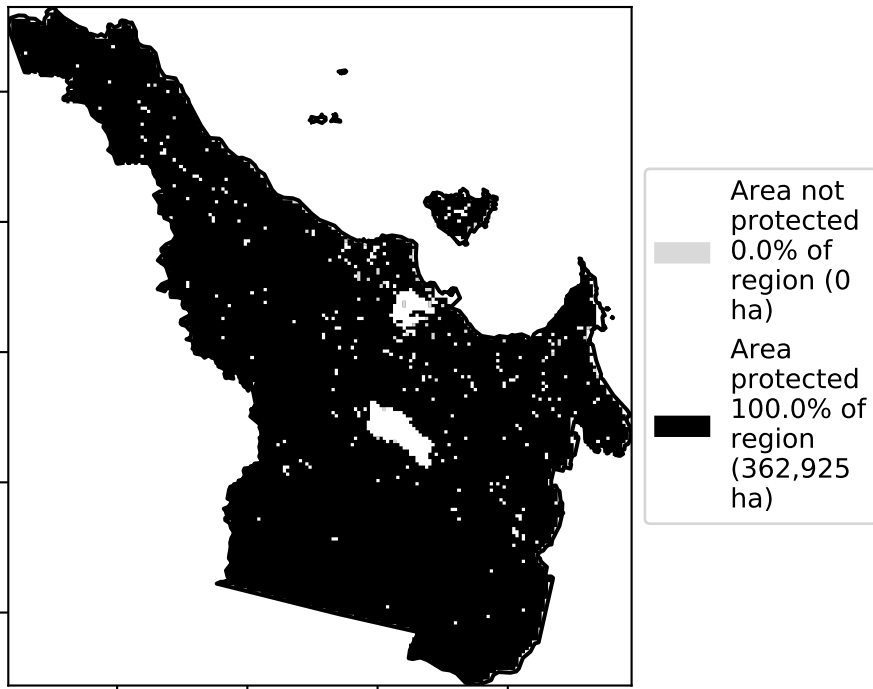 Area not
protected
0.0% of
region (0
ha)
Area
protected
100.0% of
region
(362,925
ha)